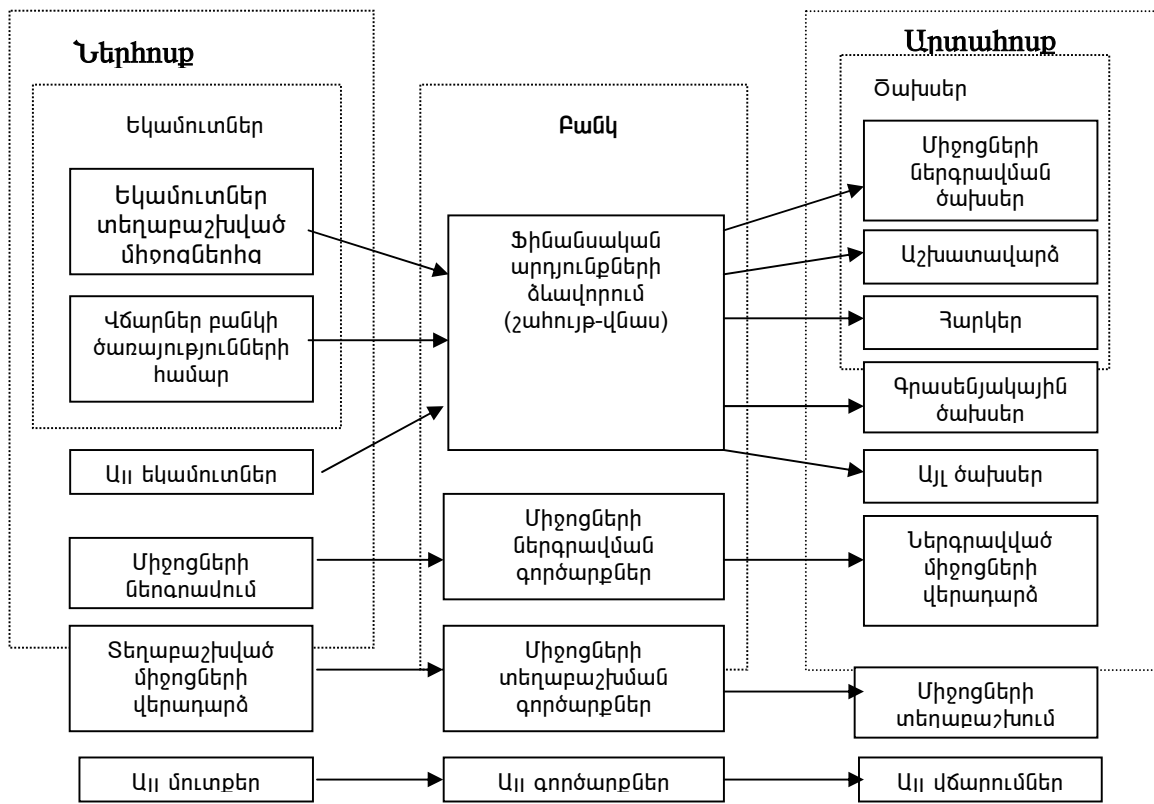 Ներհոսք
Եկամուտներ
Եկամուտներ
տեղաբաշխված
միջոցներից
Վճարներ բանկի
ծառայությունների
համար
Այլ եկամուտներ
Միջոցների
ներգրավում
Տեղաբաշխված
միջոցների
վերադարձ
Այլ մուտքեր
Բանկ
Ֆինանսական
արդյունքների
ձևավորում
(շահույթ-վնաս)
Միջոցների
ներգրավման
գործարքներ
Միջոցների
տեղաբաշխման
գործարքներ
Այլ գործարքներ
Արտահոսք
Ծախսեր
Միջոցների
ներգրավման
ծախսեր
Աշխատավարձ
Հարկեր
Գրասենյակային
ծախսեր
Այլ ծախսեր
Ներգրավված
միջոցների
վերադարձ
Միջոցների
տեղաբաշխում
Այլ վճարումներ